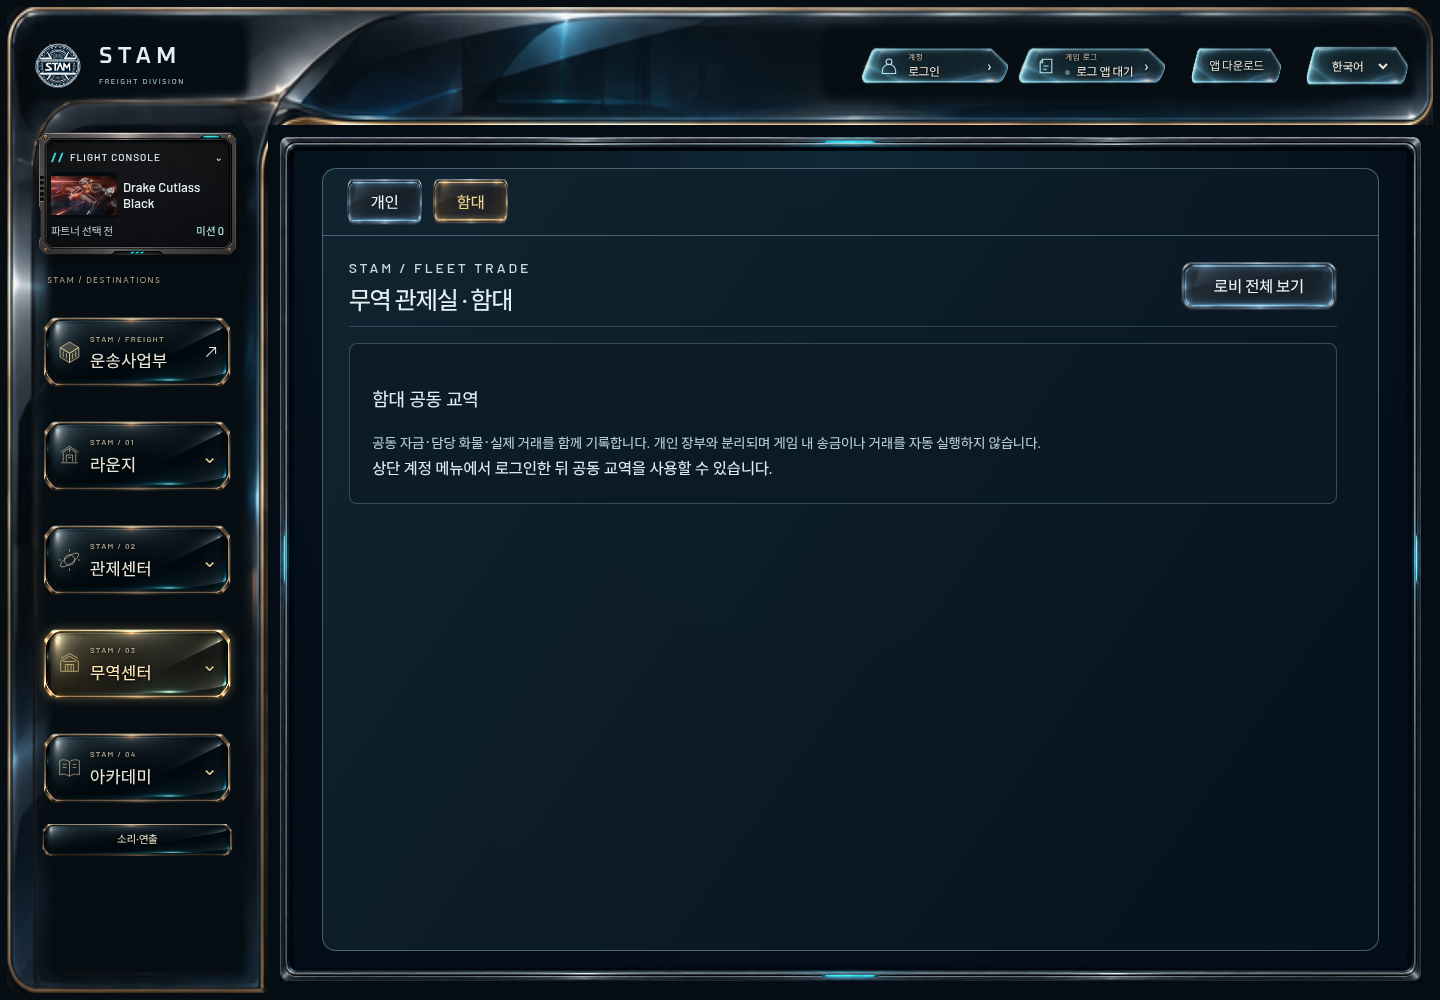 STAM
STAM
FREIGHT DIVISION
계정
로그인
게임 로그
로그 앱 대기
앱 다운로드
한국어
// FLIGHT CONSOLE
Drake Cutlass
Black
파트너 선택 전
미션 0
STAM / DESTINATIONS
STAM / FREIGHT
운송사업부
STAM / 01
라운지
STAM / 02
관제센터
STAM / 03
무역센터
STAM / 04
아카데미
소리·연출
개인
함대
STAM / FLEET TRADE
무역 관제실 · 함대
로비 전체 보기
함대 공동 교역
공동 자금·담당 화물·실제 거래를 함께 기록합니다. 개인 장부와 분리되며 게임 내 송금이나 거래를 자동 실행하지 않습니다.
상단 계정 메뉴에서 로그인한 뒤 공동 교역을 사용할 수 있습니다.